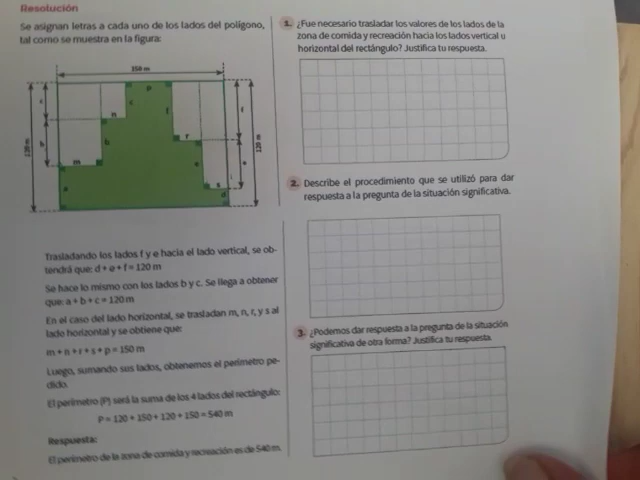 Resolución
Se asignan letras a cada uno de los lados del polígono,
tal como se muestra en la figura:
150 m
p
c
c
f
f
n
120 m
120 m
b
b
r
m
e
e
a
s
d
Trasladando los lados f y e hacia el lado vertical, se ob-
tendrá que: d + e + f = 120 m
Se hace lo mismo con los lados b y c. Se llega a obtener
que: a + b + c = 120 m
En el caso del lado horizontal, se trasladan m, n, r, y s al
lado horizontal y se obtiene que:
m + n + r + s + p = 150 m
Luego, sumando sus lados, obtenemos el perímetro pe-
dido.
El perímetro (P) será la suma de los 4 lados del rectángulo:
P = 120 + 150 + 120 + 150 = 540 m
Respuesta:
El perímetro de la zona de comida y recreación es de 540 m.
1. ¿Fue necesario trasladar los valores de los lados de la
zona de comida y recreación hacia los lados vertical u
horizontal del rectángulo? Justifica tu respuesta.
2. Describe el procedimiento que se utilizó para dar
respuesta a la pregunta de la situación significativa.
3. ¿Podemos dar respuesta a la pregunta de la situación
significativa de otra forma? Justifica tu respuesta.